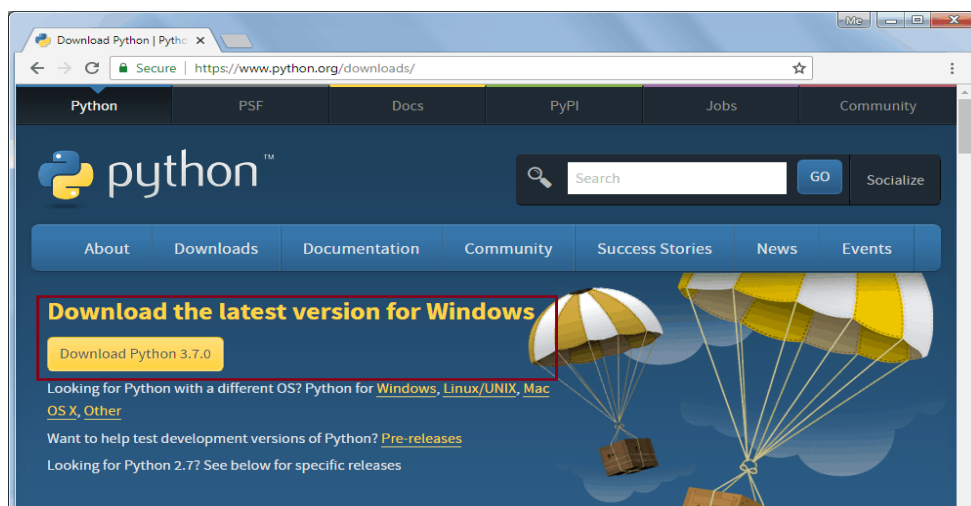 Me
Download Python | Pytho
Secure | https://www.python.org/downloads/
Python PSF Docs PyPI Jobs Community
python™
Search GO Socialize
About Downloads Documentation Community Success Stories News Events
Download the latest version for Windows
Download Python 3.7.0
Looking for Python with a different OS? Python for Windows, Linux/UNIX, Mac
OS X, Other
Want to help test development versions of Python? Pre-releases
Looking for Python 2.7? See below for specific releases